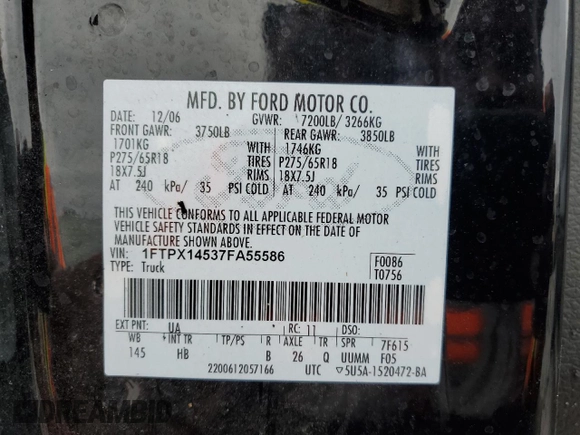 MFD. BY FORD MOTOR CO.
DATE: 12/06 GVWR: 7200LB/ 3266KG
FRONT GAWR: 3750LB REAR GAWR: 3850LB
1701KG WITH 1746KG WITH
P275/65R18 TIRES P275/65R18 TIRES
18X7.5J RIMS 18X7.5J RIMS
AT 240 kPa/ 35 PSI COLD AT 240 kPa/ 35 PSI COLD
THIS VEHICLE CONFORMS TO ALL APPLICABLE FEDERAL MOTOR
VEHICLE SAFETY STANDARDS IN EFFECT ON THE DATE OF
MANUFACTURE SHOWN ABOVE.
VIN: 1FTPX14537FA55586 F0086
TYPE: Truck T0756
EXT PNT: UA RC: 11 DSO:
WB INT TR TP/PS R AXLE TR SPR 7F615
145 HB B 26 Q UUMM F05
2200612057166 UTC 5U5A-1520472-BA
DREAMBID